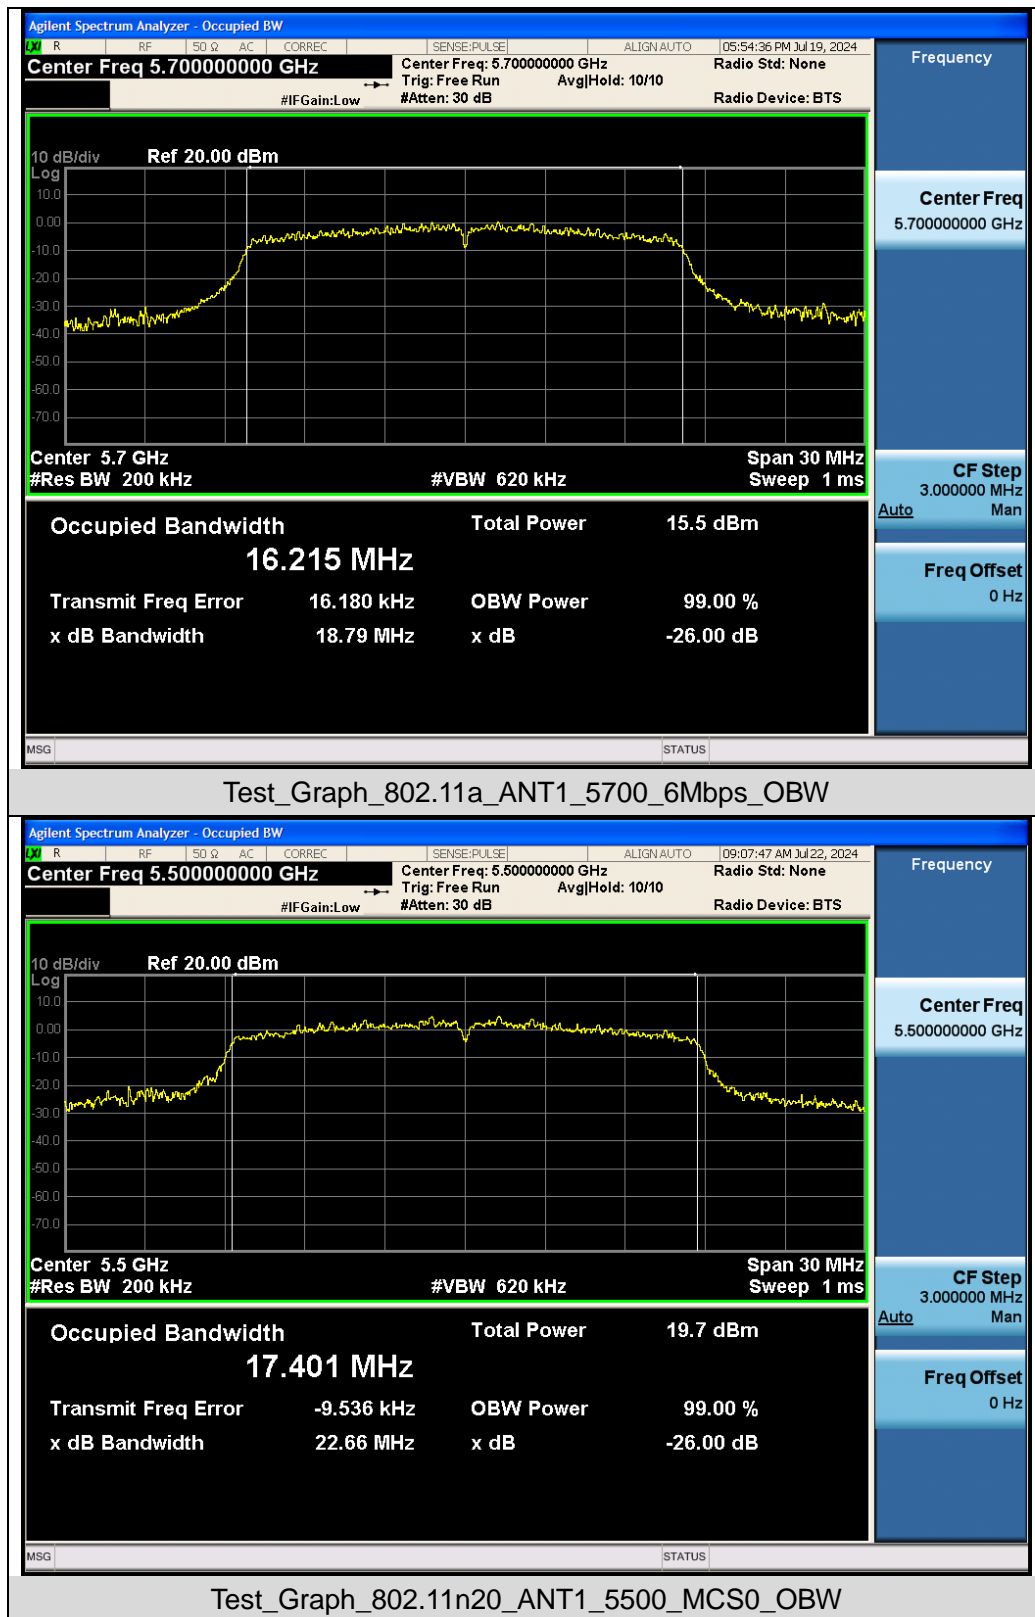 Agilent Spectrum Analyzer - Occupied BW
LXI R RF 50 Ω AC CORREC SENSE:PULSE ALIGN AUTO 05:54:36 PM Jul 19, 2024
Center Freq 5.700000000 GHz
Center Freq: 5.700000000 GHz
Radio Std: None
Trig: Free Run Avg|Hold: 10/10
#IFGain:Low
#Atten: 30 dB
Radio Device: BTS
Frequency
10 dB/div Ref 20.00 dBm
Log
10.0
0.00
-10.0
-20.0
-30.0
-40.0
-50.0
-60.0
-70.0
Center Freq
5.700000000 GHz
Center 5.7 GHz Span 30 MHz
#Res BW 200 kHz #VBW 620 kHz Sweep 1 ms
CF Step
3.000000 MHz
Auto Man
Occupied Bandwidth Total Power 15.5 dBm
16.215 MHz
Freq Offset
0 Hz
Transmit Freq Error 16.180 kHz OBW Power 99.00 %
x dB Bandwidth 18.79 MHz x dB -26.00 dB
MSG STATUS
Test_Graph_802.11a_ANT1_5700_6Mbps_OBW
Agilent Spectrum Analyzer - Occupied BW
LXI R RF 50 Ω AC CORREC SENSE:PULSE ALIGN AUTO 09:07:47 AM Jul 22, 2024
Center Freq 5.500000000 GHz
Center Freq: 5.500000000 GHz
Radio Std: None
Trig: Free Run Avg|Hold: 10/10
#IFGain:Low
#Atten: 30 dB
Radio Device: BTS
Frequency
10 dB/div Ref 20.00 dBm
Log
10.0
0.00
-10.0
-20.0
-30.0
-40.0
-50.0
-60.0
-70.0
Center Freq
5.500000000 GHz
Center 5.5 GHz Span 30 MHz
#Res BW 200 kHz #VBW 620 kHz Sweep 1 ms
CF Step
3.000000 MHz
Auto Man
Occupied Bandwidth Total Power 19.7 dBm
17.401 MHz
Freq Offset
0 Hz
Transmit Freq Error -9.536 kHz OBW Power 99.00 %
x dB Bandwidth 22.66 MHz x dB -26.00 dB
MSG STATUS
Test_Graph_802.11n20_ANT1_5500_MCS0_OBW